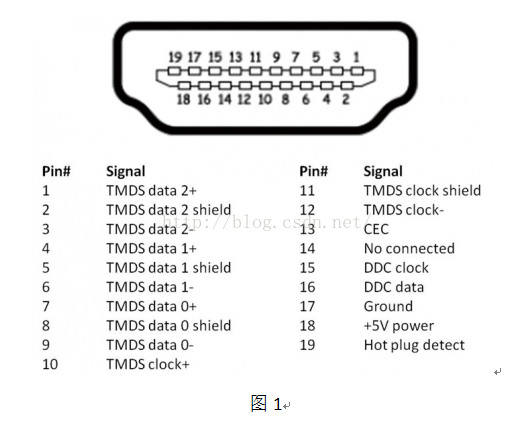 19 17 15 13 11 9 7 5 3 1
18 16 14 12 10 8 6 4 2
Pin# Signal Pin# Signal
1 TMDS data 2+ 11 TMDS clock shield
2 TMDS data 2 shield 12 TMDS clock-
3 TMDS data 2- 13 CEC
http://blog.csdn.net/
4 TMDS data 1+ 14 No connected
5 TMDS data 1 shield 15 DDC clock
6 TMDS data 1- 16 DDC data
7 TMDS data 0+ 17 Ground
8 TMDS data 0 shield 18 +5V power
9 TMDS data 0- 19 Hot plug detect
10 TMDS clock+
图 1